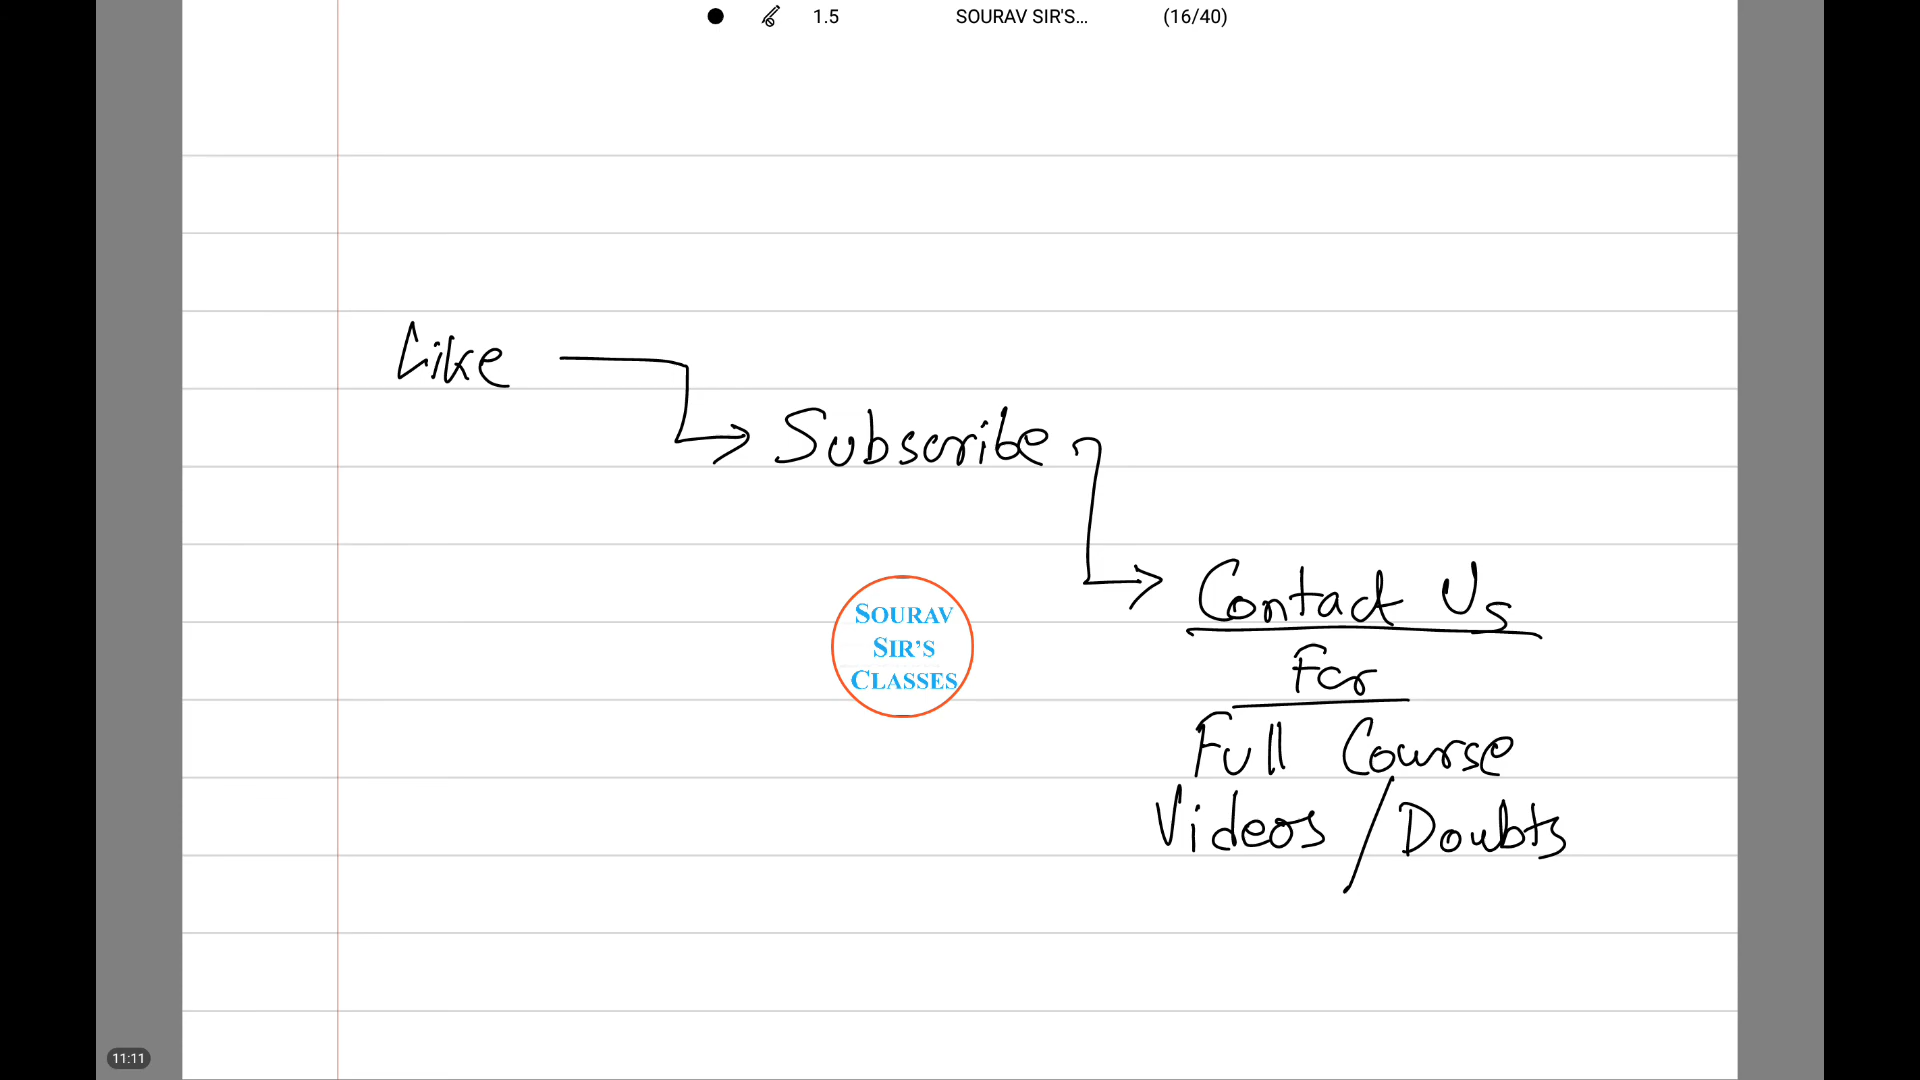 1.5 SOURAV SIR'S... (16/40)
Like
Subscribe
Contact Us
For
Full Course
Videos / Doubts
SOURAV
SIR'S
CLASSES
11:11